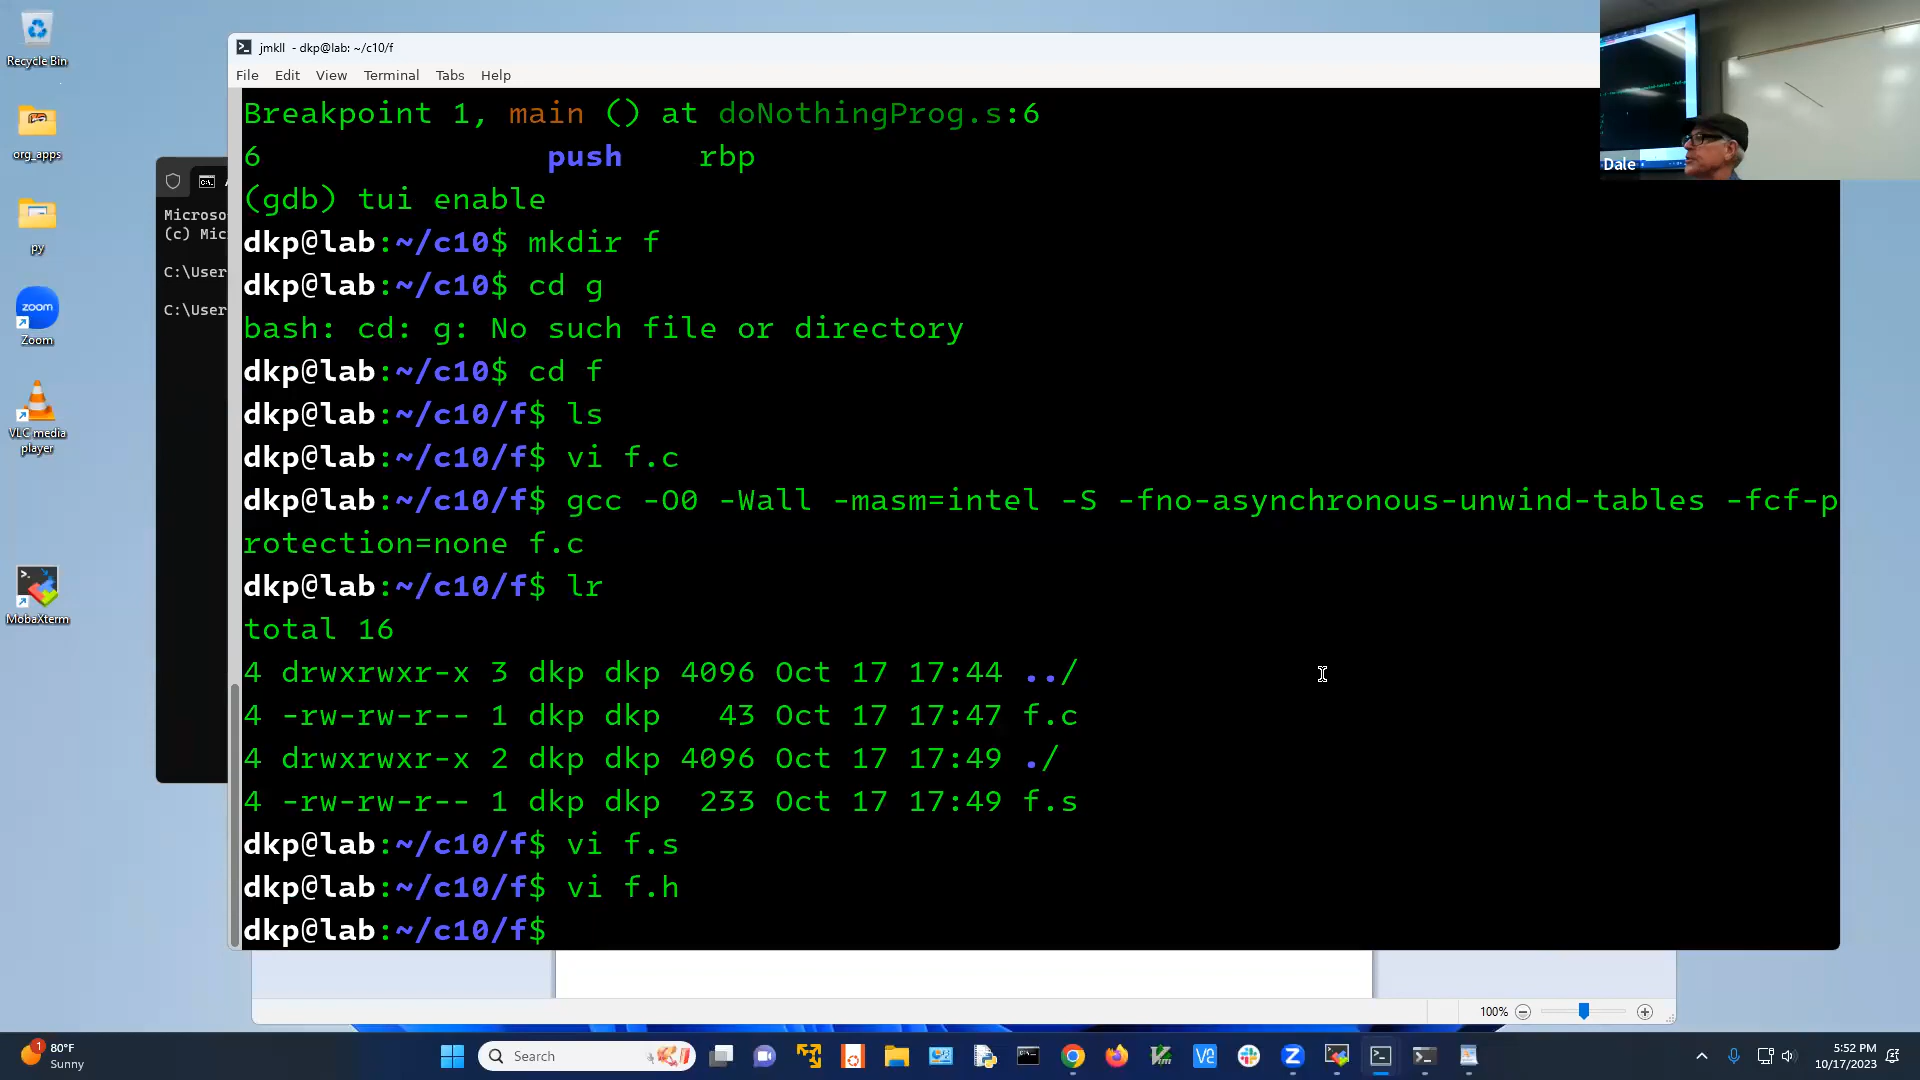 Recycle Bin
org_apps
py
Zoom
VLC media
player
MobaXterm
Microso
(c) Mic
C:\User
C:\User
jmkll - dkp@lab: ~/c10/f
File Edit View Terminal Tabs Help
Breakpoint 1, main () at doNothingProg.s:6
6 push rbp
(gdb) tui enable
dkp@lab:~/c10$ mkdir f
dkp@lab:~/c10$ cd g
bash: cd: g: No such file or directory
dkp@lab:~/c10$ cd f
dkp@lab:~/c10/f$ ls
dkp@lab:~/c10/f$ vi f.c
dkp@lab:~/c10/f$ gcc -O0 -Wall -masm=intel -S -fno-asynchronous-unwind-tables -fcf-p
rotection=none f.c
dkp@lab:~/c10/f$ lr
total 16
4 drwxrwxr-x 3 dkp dkp 4096 Oct 17 17:44 ../
4 -rw-rw-r-- 1 dkp dkp 43 Oct 17 17:47 f.c
4 drwxrwxr-x 2 dkp dkp 4096 Oct 17 17:49 ./
4 -rw-rw-r-- 1 dkp dkp 233 Oct 17 17:49 f.s
dkp@lab:~/c10/f$ vi f.s
dkp@lab:~/c10/f$ vi f.h
dkp@lab:~/c10/f$
Dale
100%
1
80°F
Sunny
Search
5:52 PM
10/17/2023